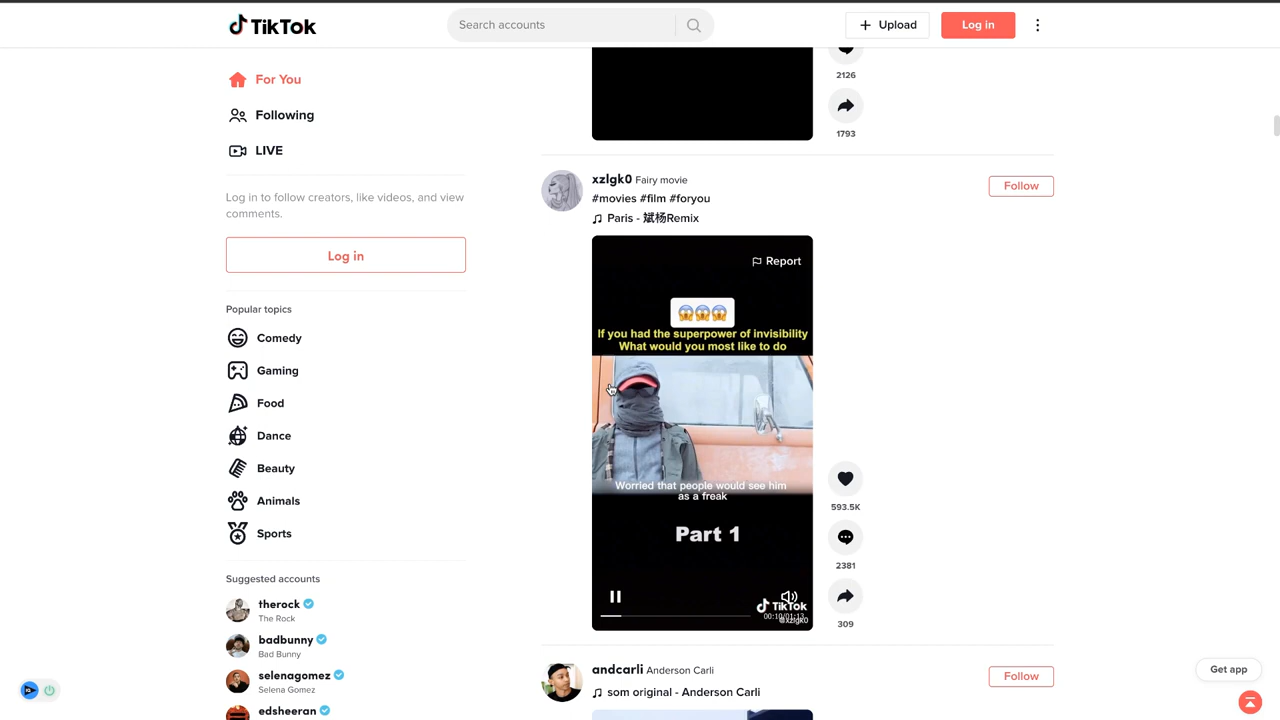 TikTok
Search accounts
Upload
Log in
For You
Following
LIVE
Log in to follow creators, like videos, and view
comments.
Log in
Popular topics
Comedy
Gaming
Food
Dance
Beauty
Animals
Sports
Suggested accounts
therock
The Rock
badbunny
Bad Bunny
selenagomez
Selena Gomez
edsheeran
2126
1793
xzlgk0 Fairy movie
#movies #film #foryou
Paris - 斌杨Remix
Follow
Report
If you had the superpower of invisibility
What would you most like to do
Worried that people would see him
as a freak
Part 1
TikTok
00:10/01:13
@xzlgk0
593.5K
2381
309
andcarli Anderson Carli
som original - Anderson Carli
Follow
Get app